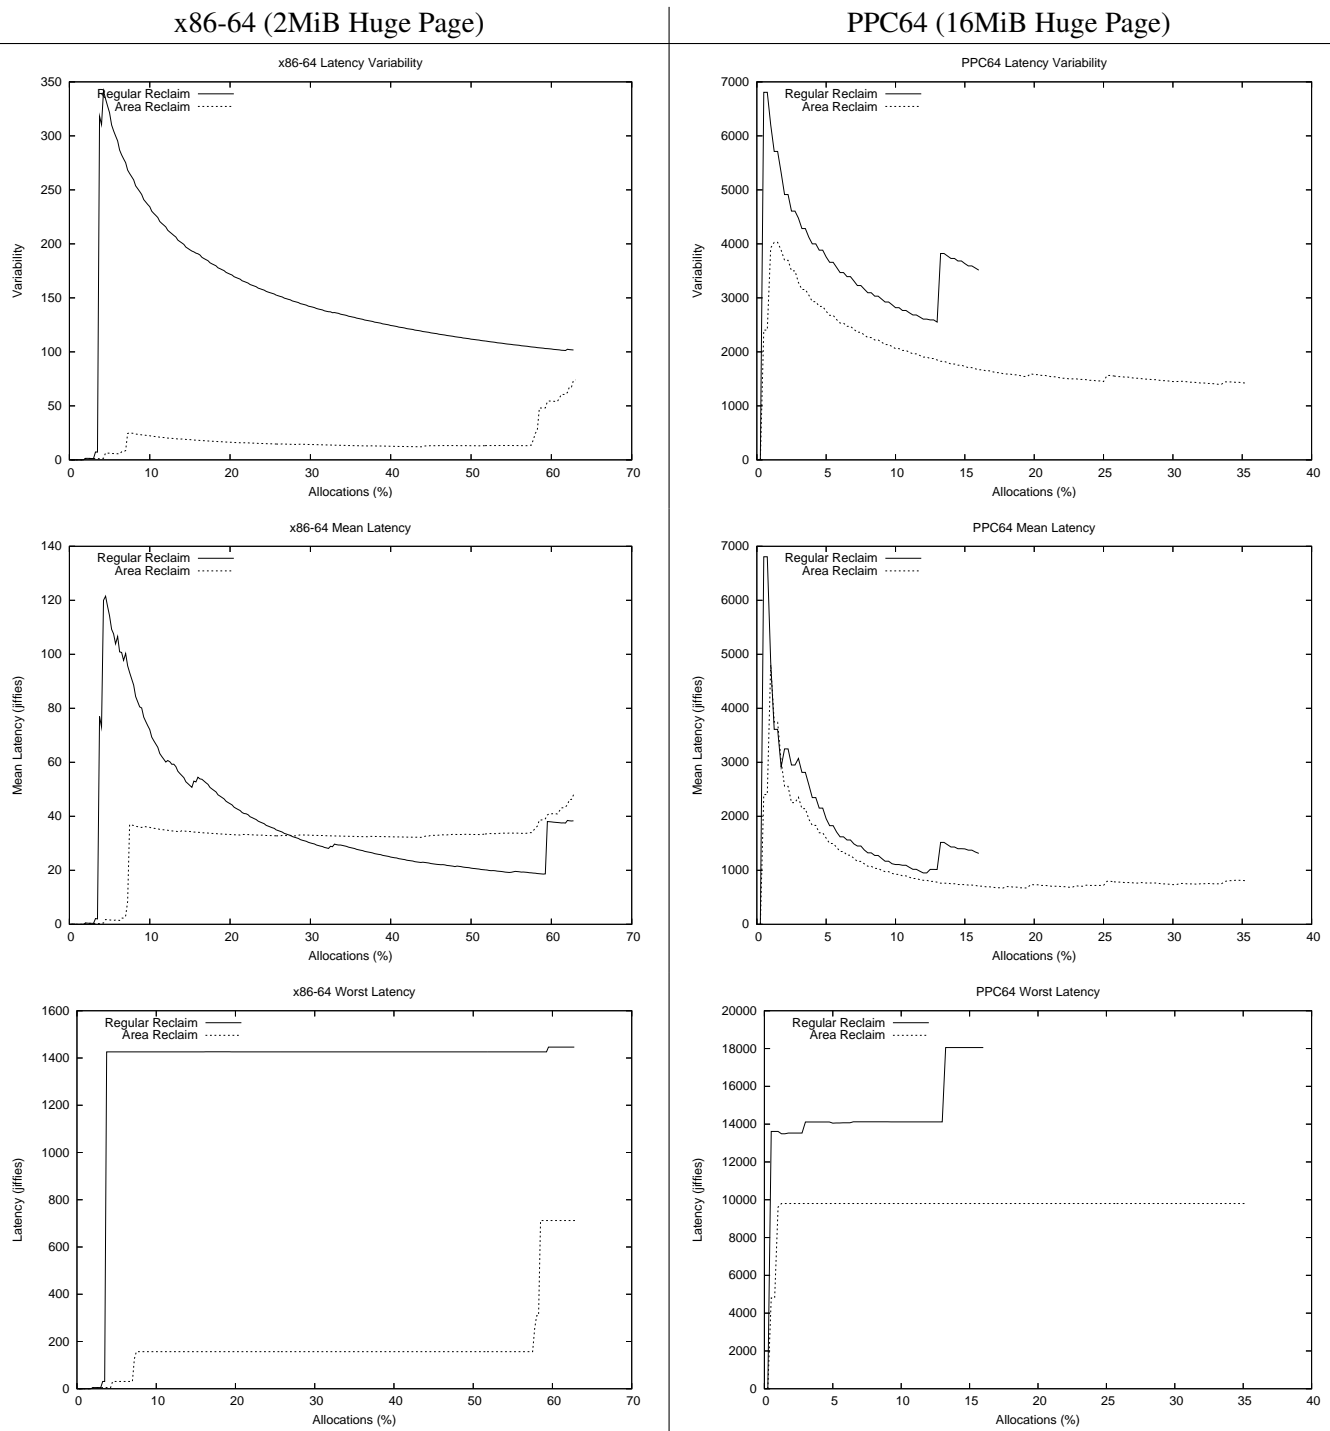 x86-64 (2MiB Huge Page)
PPC64 (16MiB Huge Page)
x86-64 Latency Variability
Regular Reclaim
Area Reclaim
350
300
250
200
150
100
50
0
Variability
0 10 20 30 40 50 60 70
Allocations (%)
PPC64 Latency Variability
Regular Reclaim
Area Reclaim
7000
6000
5000
4000
3000
2000
1000
0
Variability
0 5 10 15 20 25 30 35 40
Allocations (%)
x86-64 Mean Latency
Regular Reclaim
Area Reclaim
140
120
100
80
60
40
20
0
Mean Latency (jiffies)
0 10 20 30 40 50 60 70
Allocations (%)
PPC64 Mean Latency
Regular Reclaim
Area Reclaim
7000
6000
5000
4000
3000
2000
1000
0
Mean Latency (jiffies)
0 5 10 15 20 25 30 35 40
Allocations (%)
x86-64 Worst Latency
Regular Reclaim
Area Reclaim
1600
1400
1200
1000
800
600
400
200
0
Latency (jiffies)
0 10 20 30 40 50 60 70
Allocations (%)
PPC64 Worst Latency
Regular Reclaim
Area Reclaim
20000
18000
16000
14000
12000
10000
8000
6000
4000
2000
0
Latency (jiffies)
0 5 10 15 20 25 30 35 40
Allocations (%)